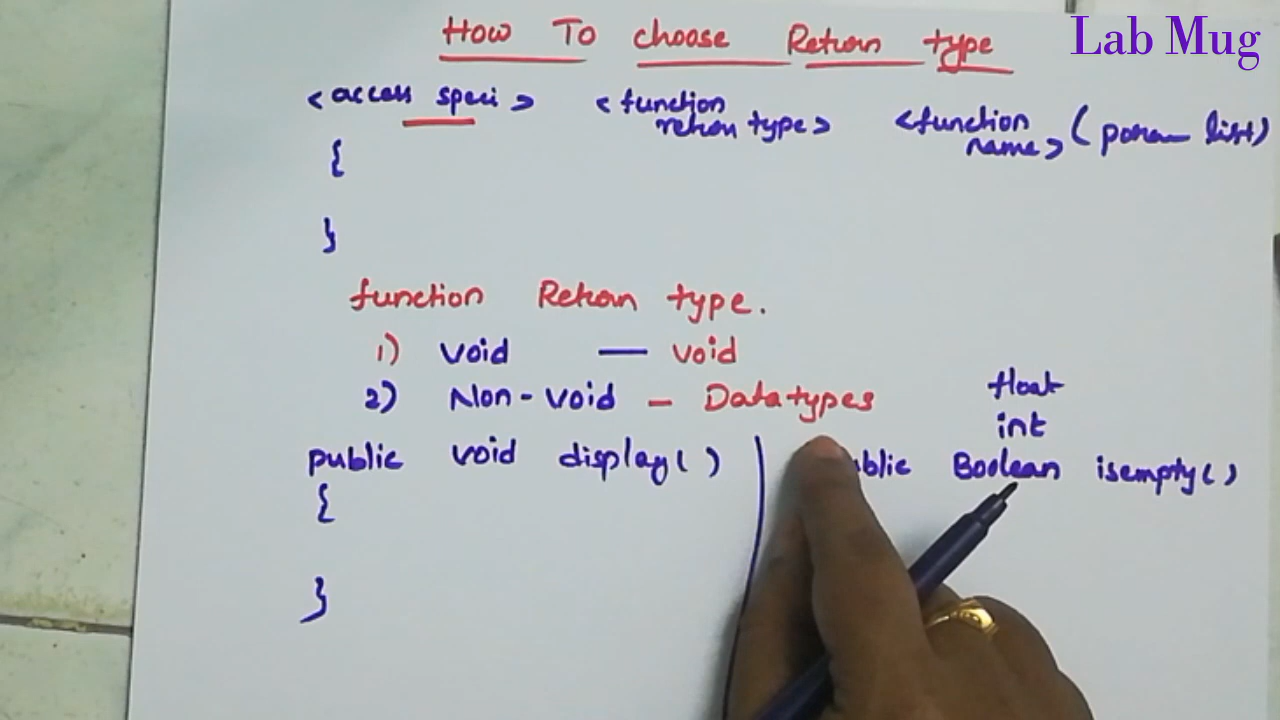 How To choose Return type
Lab Mug
<access speci> <function return type> <function name> (param list)
{
}
function Return type.
1) void — void
2) Non-void – Datatypes
float
int
public void display( ) | ublic Boolean isempty( )
{
}